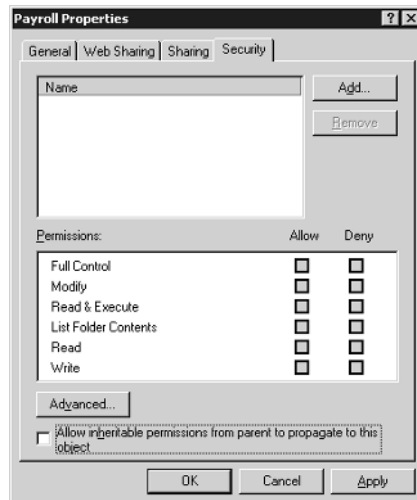 Payroll Properties
General Web Sharing Sharing Security
Name
Add...
Remove
Permissions: Allow Deny
Full Control
Modify
Read & Execute
List Folder Contents
Read
Write
Advanced...
Allow inheritable permissions from parent to propagate to this
object
OK Cancel Apply